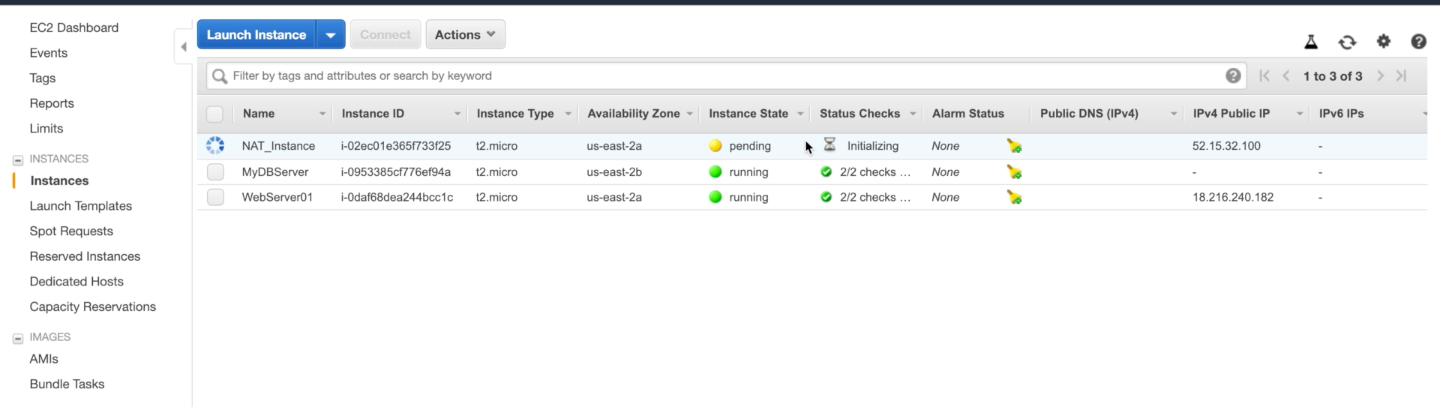 EC2 Dashboard
Events
Tags
Reports
Limits
INSTANCES
Instances
Launch Templates
Spot Requests
Reserved Instances
Dedicated Hosts
Capacity Reservations
IMAGES
AMIs
Bundle Tasks
Launch Instance Connect Actions
Filter by tags and attributes or search by keyword 1 to 3 of 3
Name Instance ID Instance Type Availability Zone Instance State Status Checks Alarm Status Public DNS (IPv4) IPv4 Public IP IPv6 IPs
NAT_Instance i-02ec01e365f733f25 t2.micro us-east-2a pending Initializing None 52.15.32.100 -
MyDBServer i-0953385cf776ef94a t2.micro us-east-2b running 2/2 checks ... None - -
WebServer01 i-0daf68dea244bcc1c t2.micro us-east-2a running 2/2 checks ... None 18.216.240.182 -